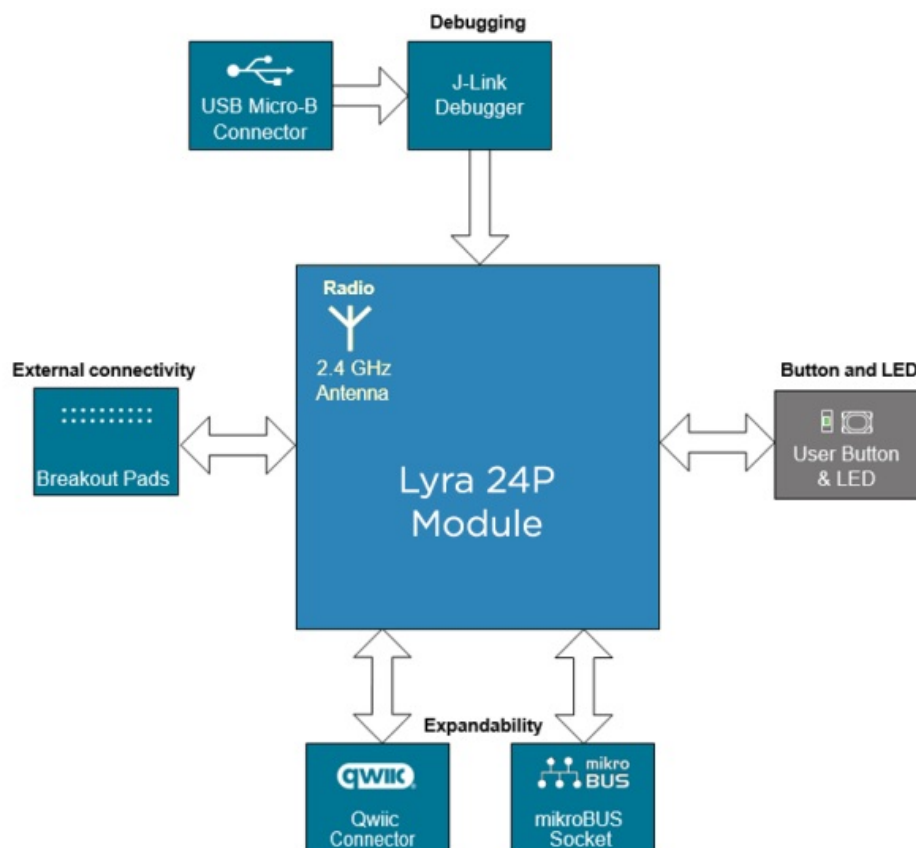 Debugging
USB Micro-B
Connector
J-Link
Debugger
Radio
2.4 GHz
Antenna
External connectivity
Breakout Pads
Lyra 24P
Module
Button and LED
User Button
& LED
Expandability
qwiic
Qwiic
Connector
mikro
BUS
mikroBUS
Socket